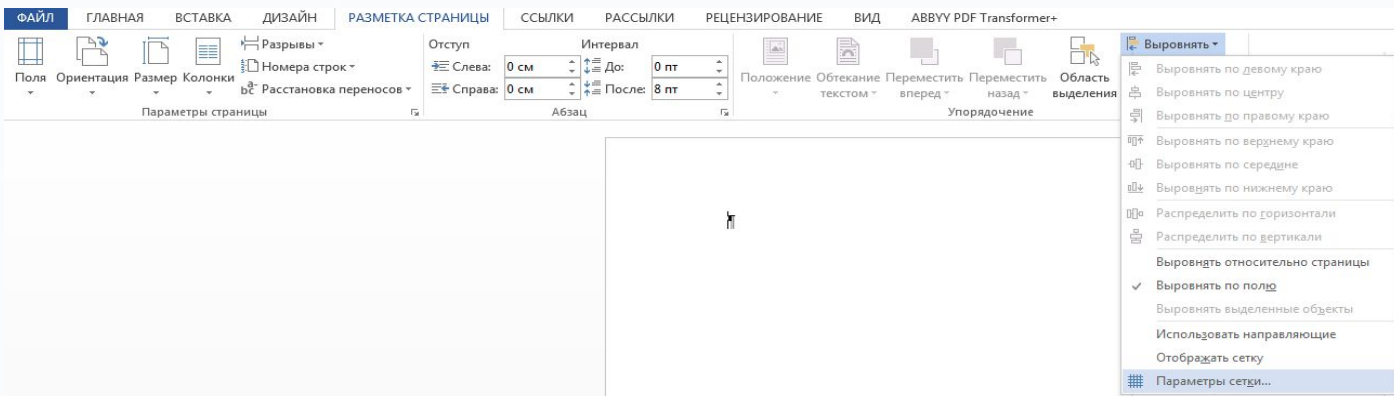 ФАЙЛ ГЛАВНАЯ ВСТАВКА ДИЗАЙН РАЗМЕТКА СТРАНИЦЫ ССЫЛКИ РАССЫЛКИ РЕЦЕНЗИРОВАНИЕ ВИД ABBYY PDF Transformer+
Поля Ориентация Размер Колонки
Разрывы
Номера строк
Расстановка переносов
Параметры страницы
Отступ
Слева: 0 см
Справа: 0 см
Интервал
До: 0 пт
После: 8 пт
Абзац
Положение
Обтекание текстом
Переместить вперед
Переместить назад
Область выделения
Упорядочение
Выровнять
Выровнять по левому краю
Выровнять по центру
Выровнять по правому краю
Выровнять по верхнему краю
Выровнять по середине
Выровнять по нижнему краю
Распределить по горизонтали
Распределить по вертикали
Выровнять относительно страницы
Выровнять по полю
Выровнять выделенные объекты
Использовать направляющие
Отображать сетку
Параметры сетки...
¶